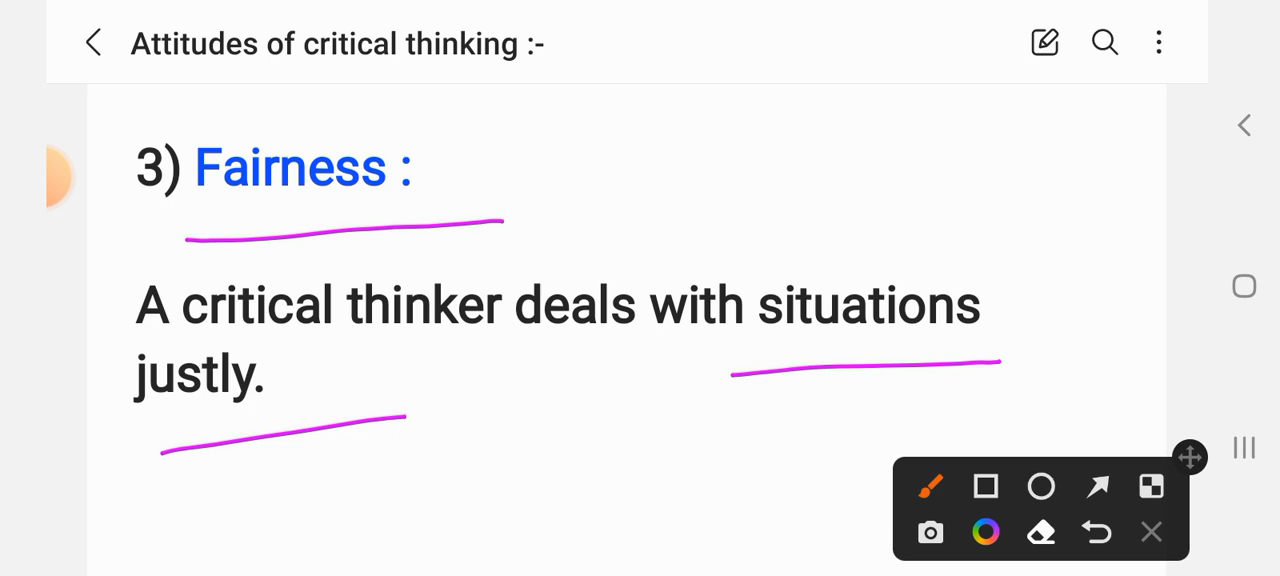 Attitudes of critical thinking :-
3) Fairness :
A critical thinker deals with situations
justly.